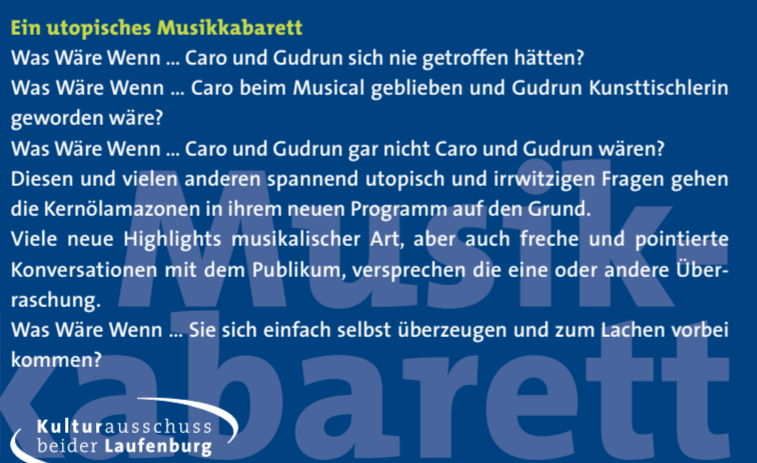 Ein utopisches Musikkabarett
Was Wäre Wenn ... Caro und Gudrun sich nie getroffen hätten?
Was Wäre Wenn ... Caro beim Musical geblieben und Gudrun Kunsttischlerin
geworden wäre?
Was Wäre Wenn ... Caro und Gudrun gar nicht Caro und Gudrun wären?
Diesen und vielen anderen spannend utopisch und irrwitzigen Fragen gehen
die Kernölamazonen in ihrem neuen Programm auf den Grund.
Viele neue Highlights musikalischer Art, aber auch freche und pointierte
Konversationen mit dem Publikum, versprechen die eine oder andere Über-
raschung.
Was Wäre Wenn ... Sie sich einfach selbst überzeugen und zum Lachen vorbei
kommen?
Musik-
kabarett
Kulturausschuss
beider Laufenburg